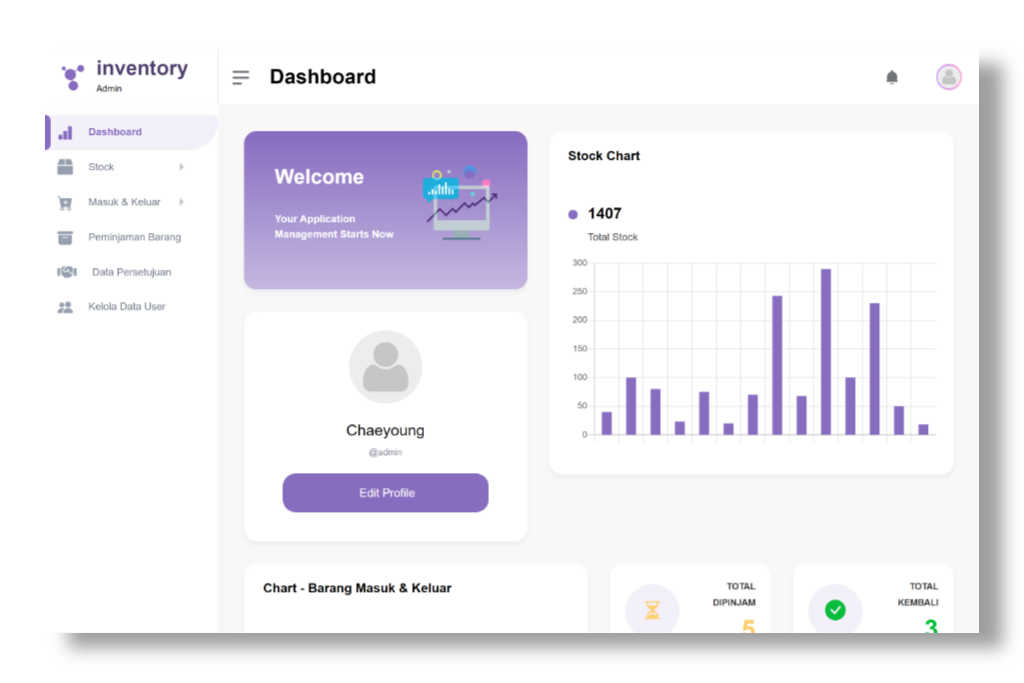 inventory
Admin
Dashboard
Dashboard
Stock
Masuk & Keluar
Peminjaman Barang
Data Persetujuan
Kelola Data User
Welcome
Your Application
Management Starts Now
Chaeyoung
@admin
Edit Profile
Stock Chart
1407
Total Stock
300
250
200
150
100
50
0
Chart - Barang Masuk & Keluar
TOTAL
DIPINJAM
5
TOTAL
KEMBALI
3